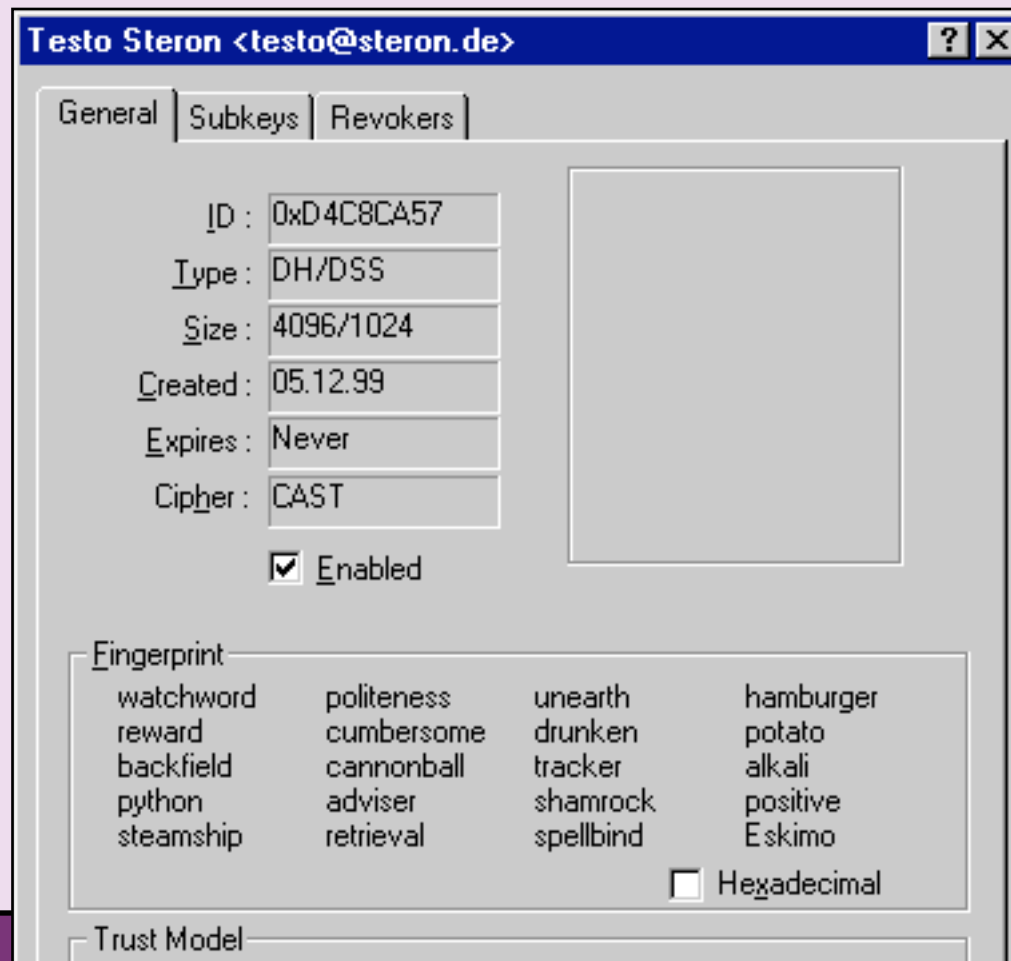 Testo Steron <testo@steron.de>
General Subkeys Revokers
ID : 0xD4C8CA57
Type : DH/DSS
Size : 4096/1024
Created : 05.12.99
Expires : Never
Cipher : CAST
Enabled
Fingerprint
watchword politeness unearth hamburger
reward cumbersome drunken potato
backfield cannonball tracker alkali
python adviser shamrock positive
steamship retrieval spellbind Eskimo
Hexadecimal
Trust Model